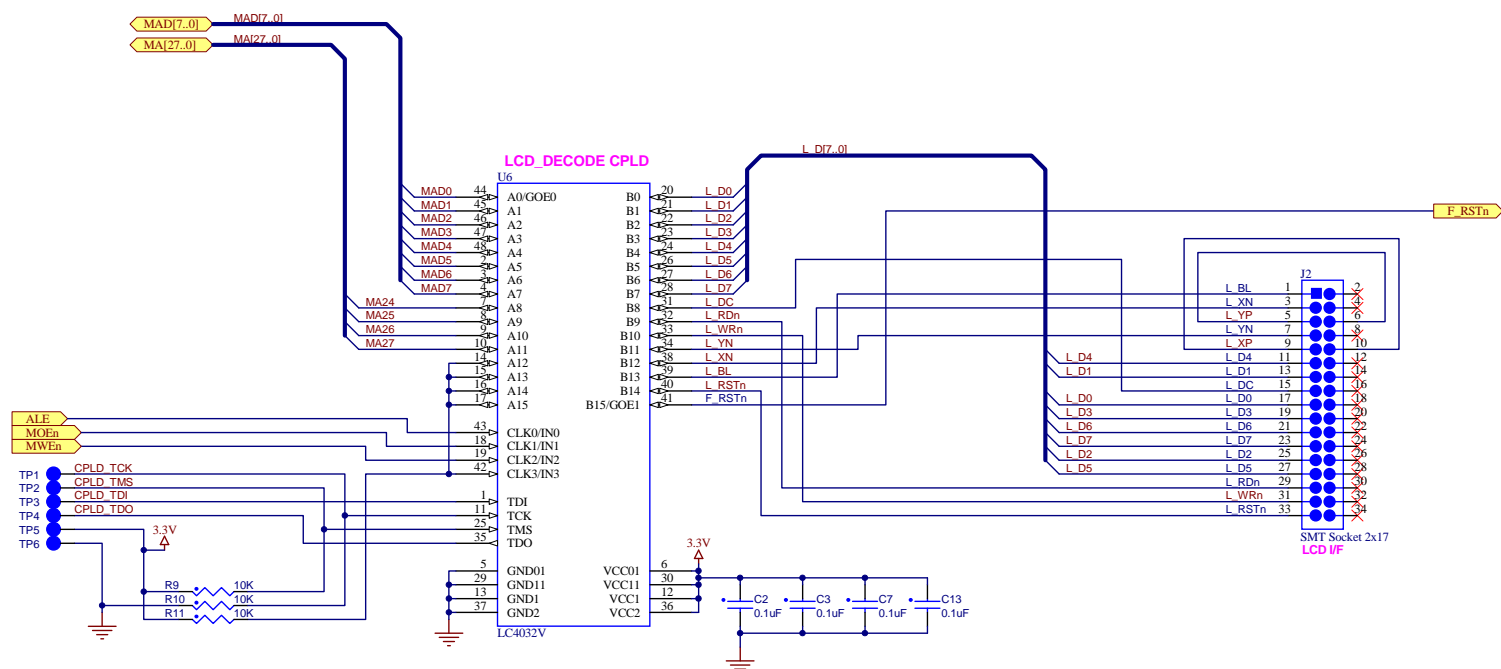 MAD[7..0] MAD[7..0]
MA[27..0] MA[27..0]
L_D[7..0]
LCD_DECODE CPLD
U6
MAD0 44 A0/GOE0 B0 20 L_D0
MAD1 45 A1 B1 21 L_D1
MAD2 46 A2 B2 22 L_D2
MAD3 47 A3 B3 23 L_D3
MAD4 48 A4 B4 24 L_D4
MAD5 2 A5 B5 26 L_D5
MAD6 3 A6 B6 27 L_D6
MAD7 4 A7 B7 28 L_D7
MA24 7 A8 B8 31 L_DC
MA25 8 A9 B9 32 L_RDn
MA26 9 A10 B10 33 L_WRn
MA27 10 A11 B11 34 L_YN
14 A12 B12 38 L_XN
15 A13 B13 39 L_BL
16 A14 B14 40 L_RSTn
17 A15 B15/GOE1 41 F_RSTn
F_RSTn
ALE 43 CLK0/IN0
MOEn 18 CLK1/IN1
MWEn 19 CLK2/IN2
42 CLK3/IN3
TP1 CPLD_TCK
TP2 CPLD_TMS
TP3 CPLD_TDI
TP4 CPLD_TDO
TP5
TP6
3.3V
1 TDI
11 TCK
25 TMS
35 TDO
R9 10K
R10 10K
R11 10K
5 GND01 VCC01 6
29 GND11 VCC11 30
13 GND1 VCC1 12
37 GND2 VCC2 36
LC4032V
3.3V
C2 0.1uF
C3 0.1uF
C7 0.1uF
C13 0.1uF
J2
L_BL 1 2
L_XN 3 4
L_YP 5 6
L_YN 7 8
L_XP 9 10
L_D4 L_D4 11 12
L_D1 L_D1 13 14
L_DC 15 16
L_D0 L_D0 17 18
L_D3 L_D3 19 20
L_D6 L_D6 21 22
L_D7 L_D7 23 24
L_D2 L_D2 25 26
L_D5 L_D5 27 28
L_RDn 29 30
L_WRn 31 32
L_RSTn 33 34
SMT Socket 2x17
LCD I/F